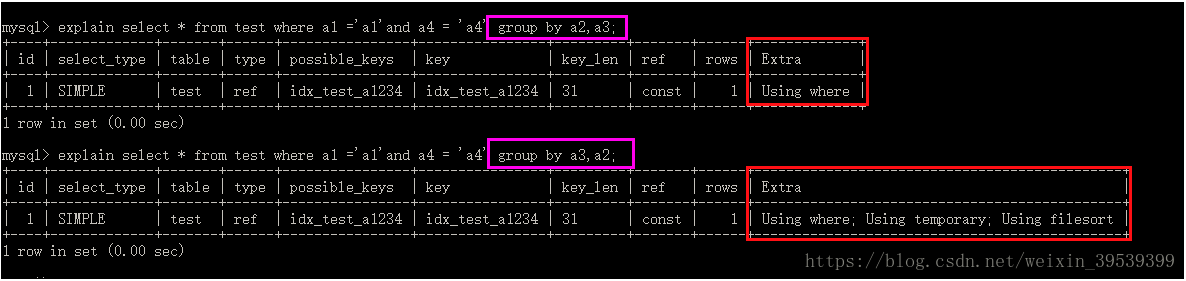 mysql> explain select * from test where a1 ='a1'and a4 = 'a4' group by a2,a3;
| id | select_type | table | type | possible_keys | key | key_len | ref | rows | Extra |
| 1 | SIMPLE | test | ref | idx_test_a1234 | idx_test_a1234 | 31 | const | 1 | Using where |
1 row in set (0.00 sec)
mysql> explain select * from test where a1 ='a1'and a4 = 'a4' group by a3,a2;
| id | select_type | table | type | possible_keys | key | key_len | ref | rows | Extra |
| 1 | SIMPLE | test | ref | idx_test_a1234 | idx_test_a1234 | 31 | const | 1 | Using where; Using temporary; Using filesort |
1 row in set (0.00 sec)
https://blog.csdn.net/weixin_39539399